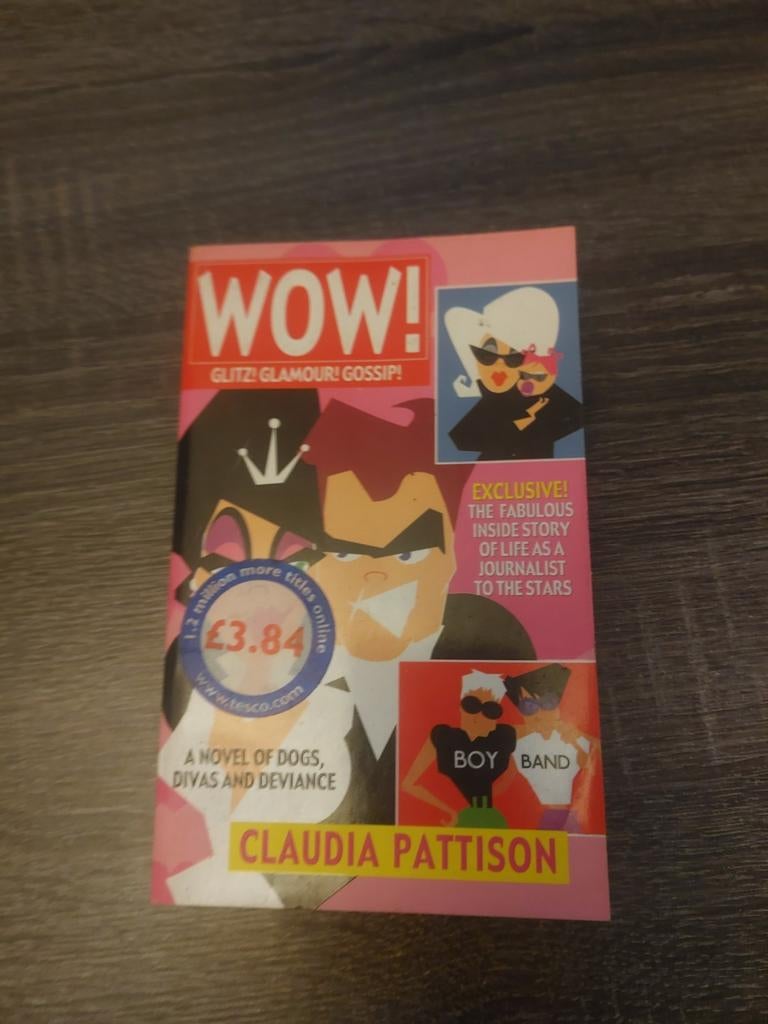 WOW!
GLITZ! GLAMOUR! GOSSIP!
EXCLUSIVE!
THE FABULOUS
INSIDE STORY
OF LIFE AS A
JOURNALIST
TO THE STARS
1.2 million more titles online
£3.84
www.tesco.com
BOY BAND
A NOVEL OF DOGS,
DIVAS AND DEVIANCE
CLAUDIA PATTISON